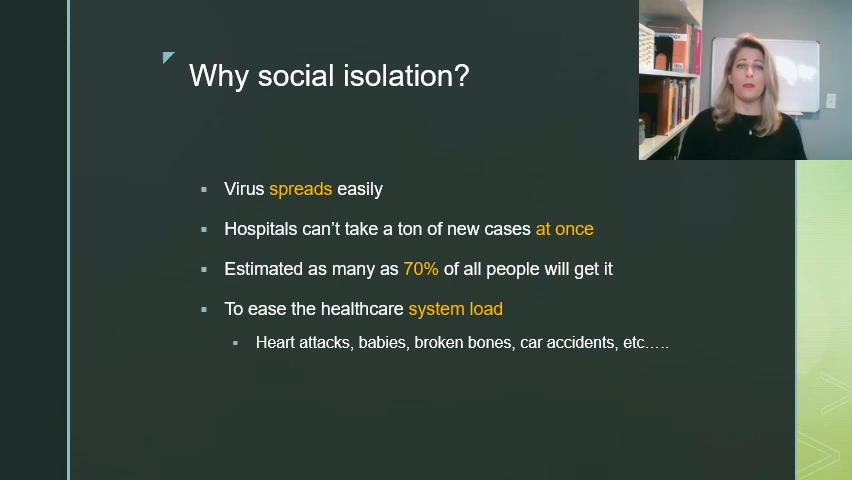 Why social isolation?
Virus spreads easily
Hospitals can't take a ton of new cases at once
Estimated as many as 70% of all people will get it
To ease the healthcare system load
Heart attacks, babies, broken bones, car accidents, etc…..